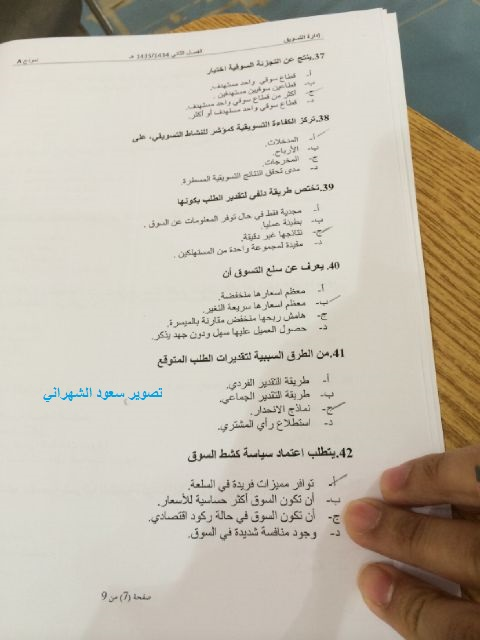 إدارة التسويق
الفصل الثاني 1435/1434 هـ
نموذج A
37.ينتج عن التجزئة السوقية اختيار
أ- قطاع سوقي واحد مستهدف.
ب- قطاعين سوقيين مستهدفين.
ج- أكثر من قطاع سوقي واحد مستهدف.
د- قطاع سوقي واحد مستهدف أو أكثر.
38.تركز الكفاءة التسويقية كمؤشر للنشاط التسويقي، على
أ- المدخلات.
ب- الأرباح.
ج- المخرجات.
د- مدى تحقق النتائج التسويقية المسطرة.
39.تختص طريقة دلفي لتقدير الطلب بكونها
أ- مجدية فقط في حال توفر المعلومات عن السوق .
ب- بطيئة عمليا.
ج- نتائجها غير دقيقة.
د- مفيدة لمجموعة واحدة من المستهلكين .
40. يعرف عن سلع التسوق أن
أ- معظم اسعارها منخفضة.
ب- معظم اسعارها سريعة التغير.
ج- هامش ربحها منخفض مقارنة بالميسرة.
د- حصول العميل عليها سهل ودون جهد يذكر.
41.من الطرق السببية لتقديرات الطلب المتوقع
أ- طريقة التقدير الفردي.
ب- طريقة التقدير الجماعي.
ج- نماذج الانحدار.
د- استطلاع رأي المشتري.
تصوير سعود الشهراني
42.يتطلب اعتماد سياسة كشط السوق
أ- توافر مميزات فريدة في السلعة.
ب- أن تكون السوق أكثر حساسية للأسعار.
ج- أن تكون السوق في حالة ركود اقتصادي.
د- وجود منافسة شديدة في السوق.
صفحة (7) من 9